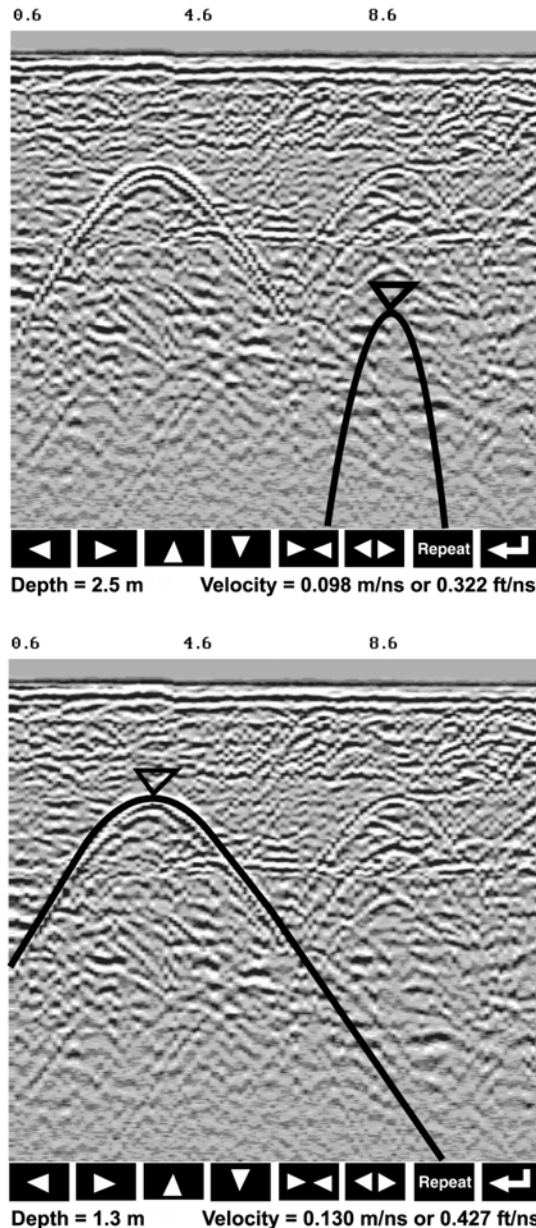 0.6 4.6 8.6
Repeat
Depth = 2.5 m Velocity = 0.098 m/ns or 0.322 ft/ns
0.6 4.6 8.6
Repeat
Depth = 1.3 m Velocity = 0.130 m/ns or 0.427 ft/ns